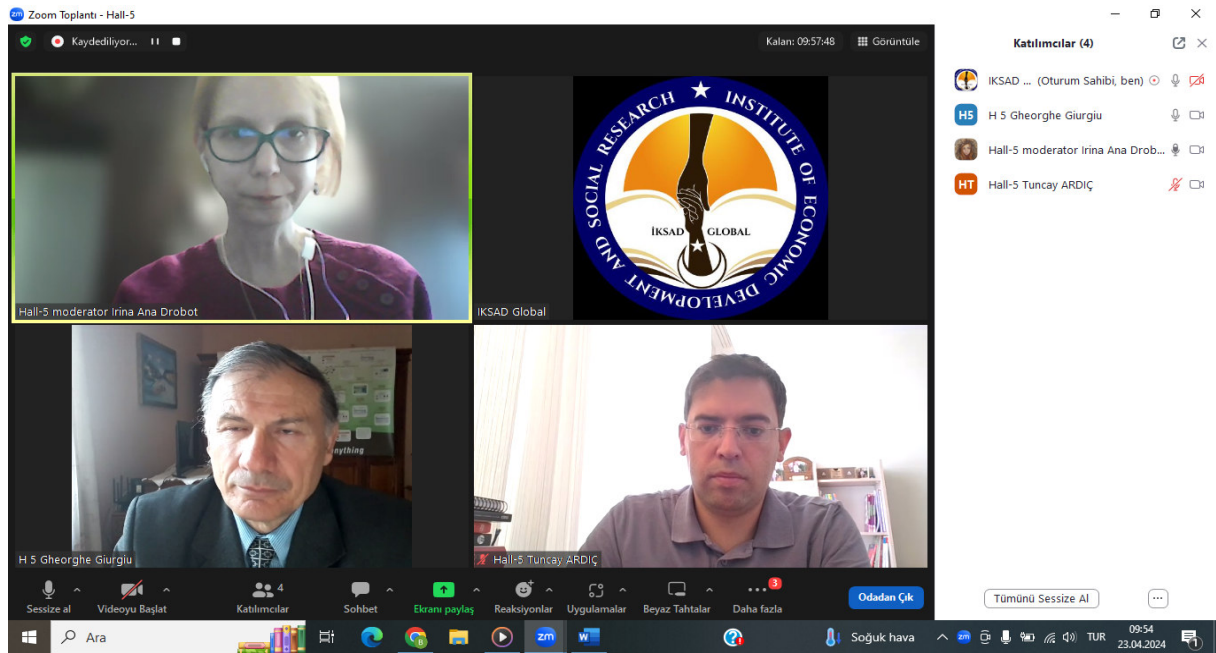 Zoom Toplantı - Hall-5
Kaydediliyor...
Kalan: 09:57:48
Görüntüle
Hall-5 moderator Irina Ana Drobot
INSTITUTE OF ECONOMIC DEVELOPMENT AND SOCIAL RESEARCH
İKSAD GLOBAL
IKSAD Global
nything
H 5 Gheorghe Giurgiu
Hall-5 Tuncay ARDIÇ
Katılımcılar (4)
IKSAD ... (Oturum Sahibi, ben)
H5 H 5 Gheorghe Giurgiu
Hall-5 moderator Irina Ana Drob...
HT Hall-5 Tuncay ARDIÇ
Tümünü Sessize Al
Sessize al
Videoyu Başlat
4
Katılımcılar
Sohbet
Ekranı paylaş
Reaksiyonlar
Uygulamalar
Beyaz Tahtalar
3
Daha fazla
Odadan Çık
Ara
zm
Soğuk hava
TUR
09:54
23.04.2024
1